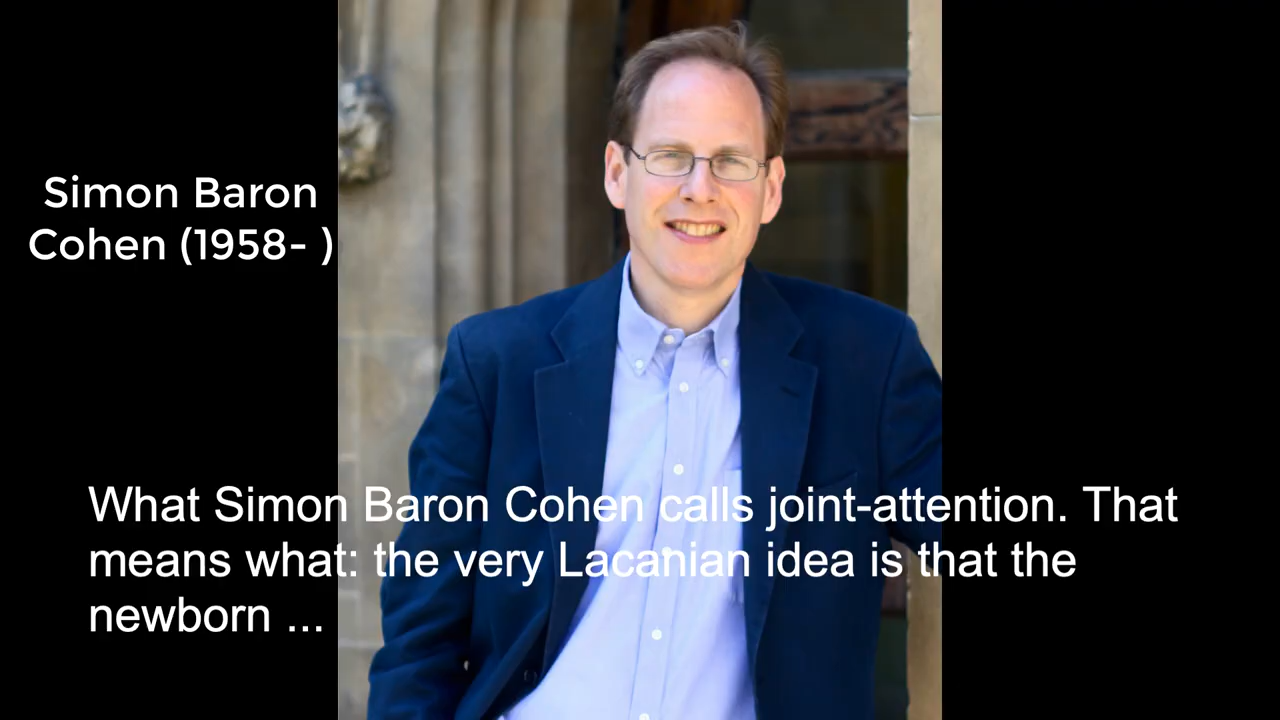 Simon Baron
Cohen (1958- )
What Simon Baron Cohen calls joint-attention. That
means what: the very Lacanian idea is that the
newborn ...